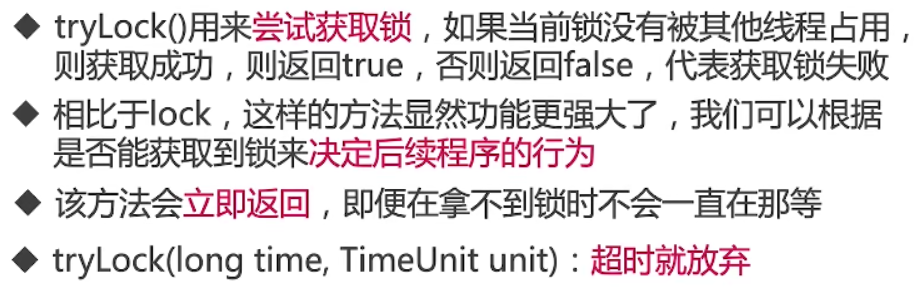 ◆ tryLock()用来尝试获取锁，如果当前锁没有被其他线程占用，
则获取成功，则返回true，否则返回false，代表获取锁失败
◆ 相比于lock，这样的方法显然功能更强大了，我们可以根据
是否能获取到锁来决定后续程序的行为
◆ 该方法会立即返回，即便在拿不到锁时不会一直在那等
◆ tryLock(long time, TimeUnit unit)：超时就放弃